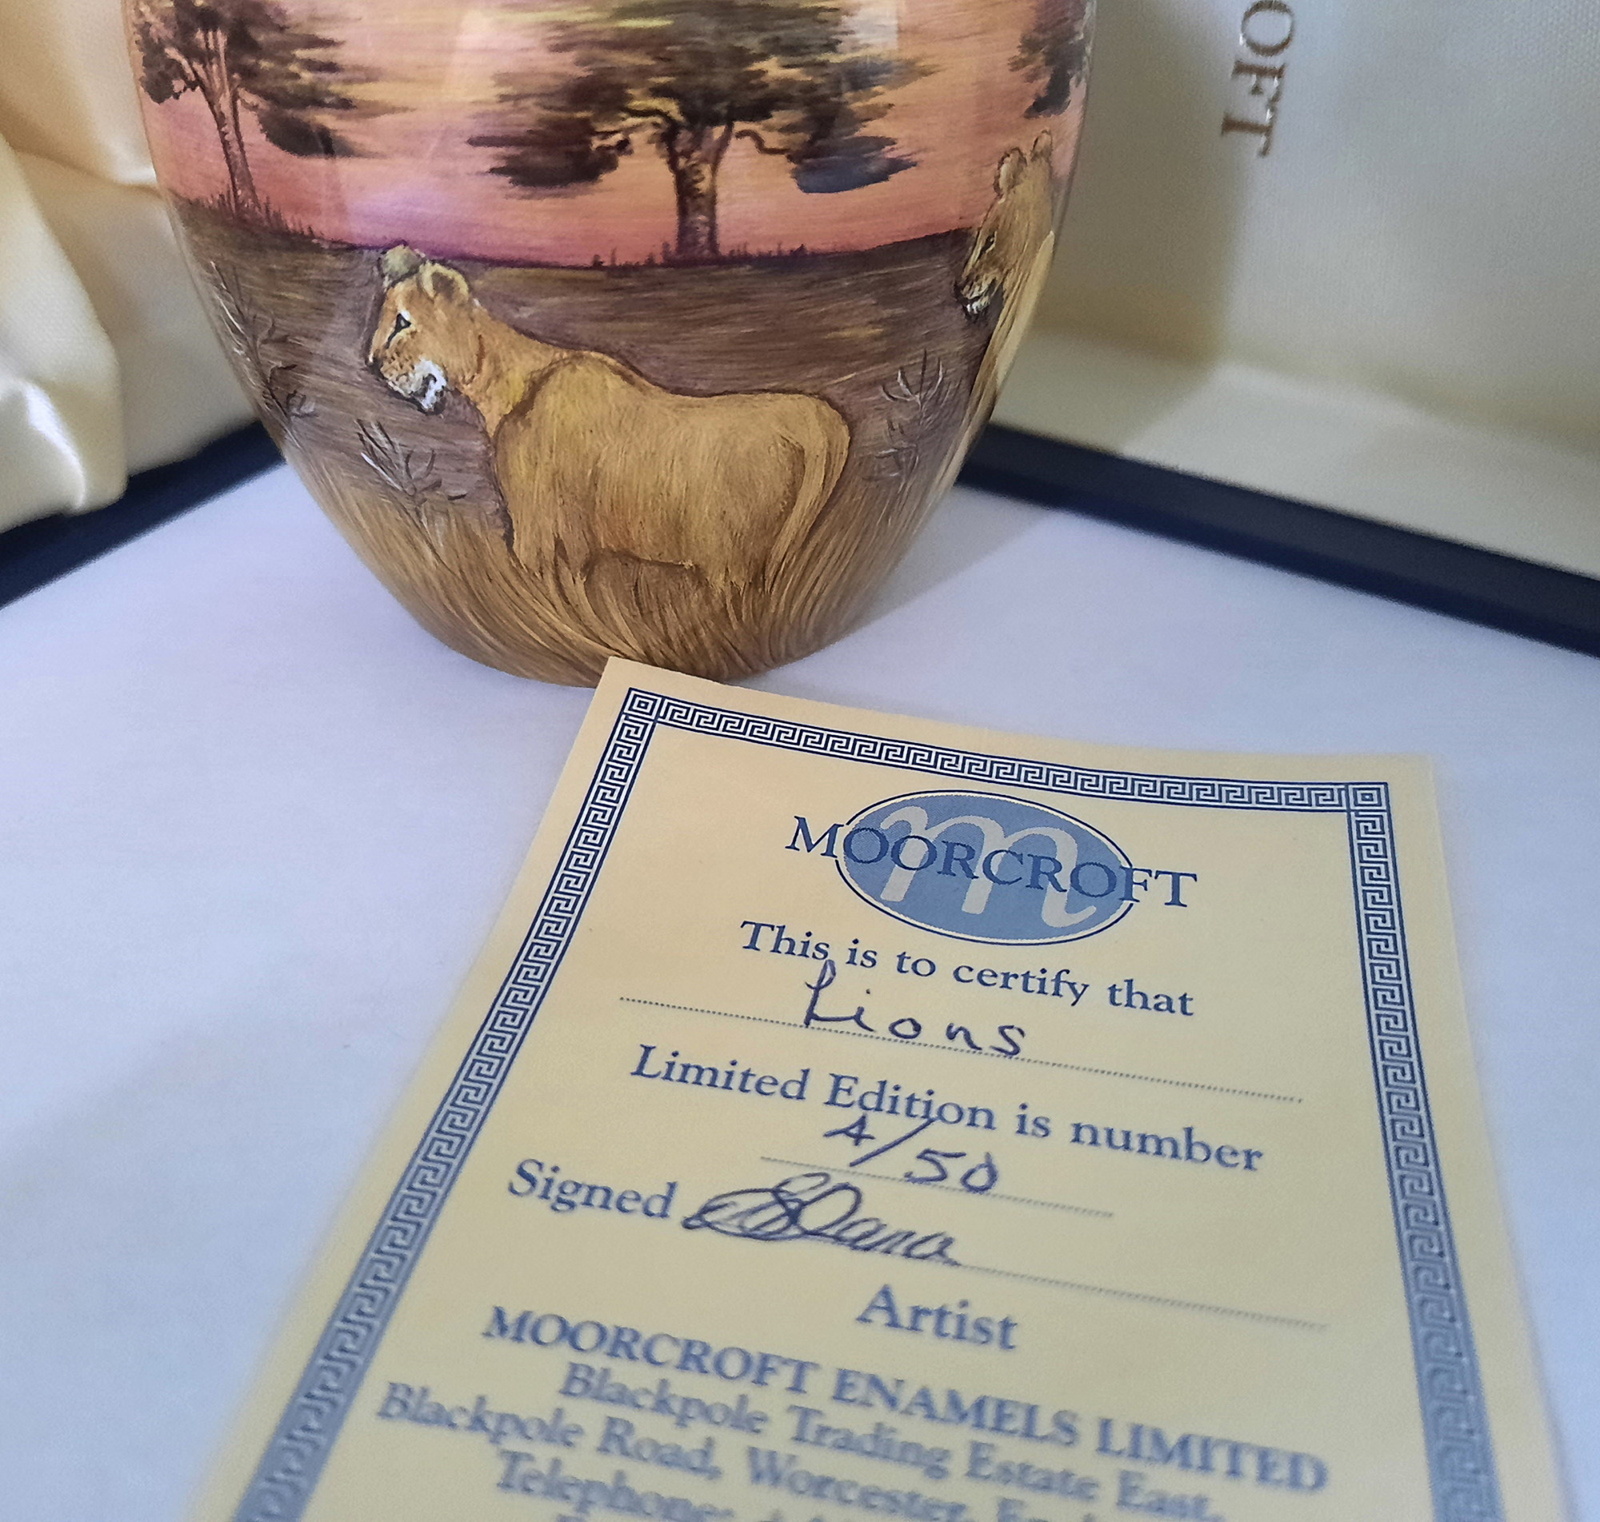 OFT
MOORCROFT
This is to certify that
Lions
Limited Edition is number
4/50
Signed
Artist
MOORCROFT ENAMELS LIMITED
Blackpole Trading Estate East,
Blackpole Road, Worcester,
Telephone: